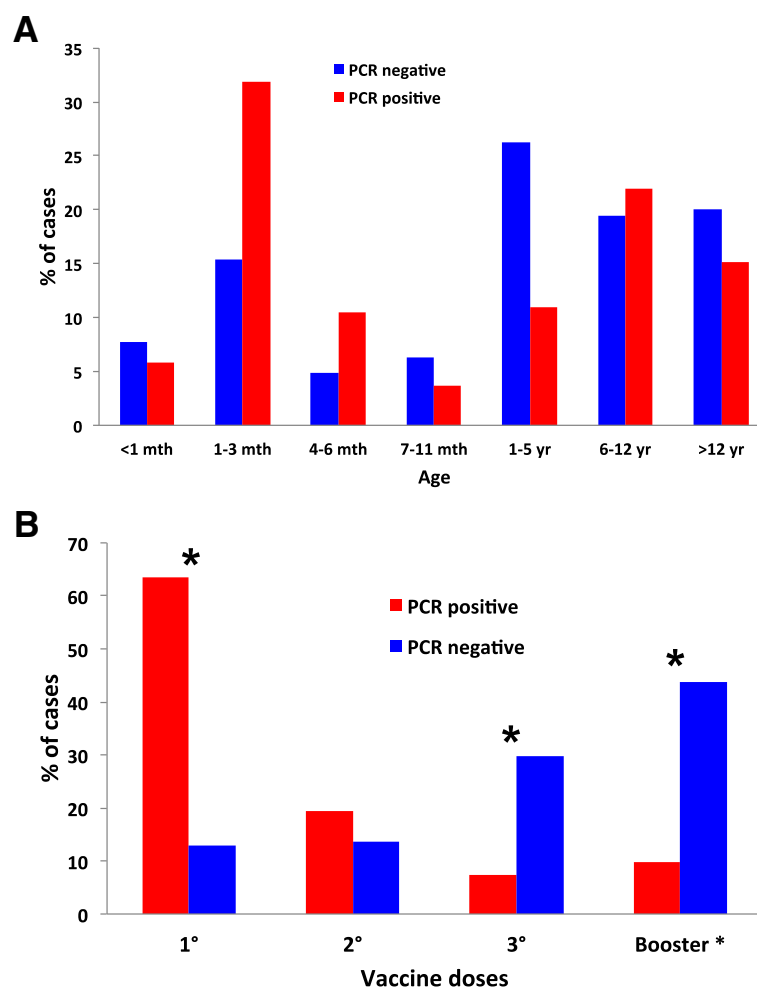 A
35
30
25
20
15
10
5
0
% of cases
PCR negative
PCR positive
<1 mth 1-3 mth 4-6 mth 7-11 mth 1-5 yr 6-12 yr >12 yr
Age
B
70
60
50
40
30
20
10
0
% of cases
*
PCR positive
PCR negative
*
*
1° 2° 3° Booster *
Vaccine doses